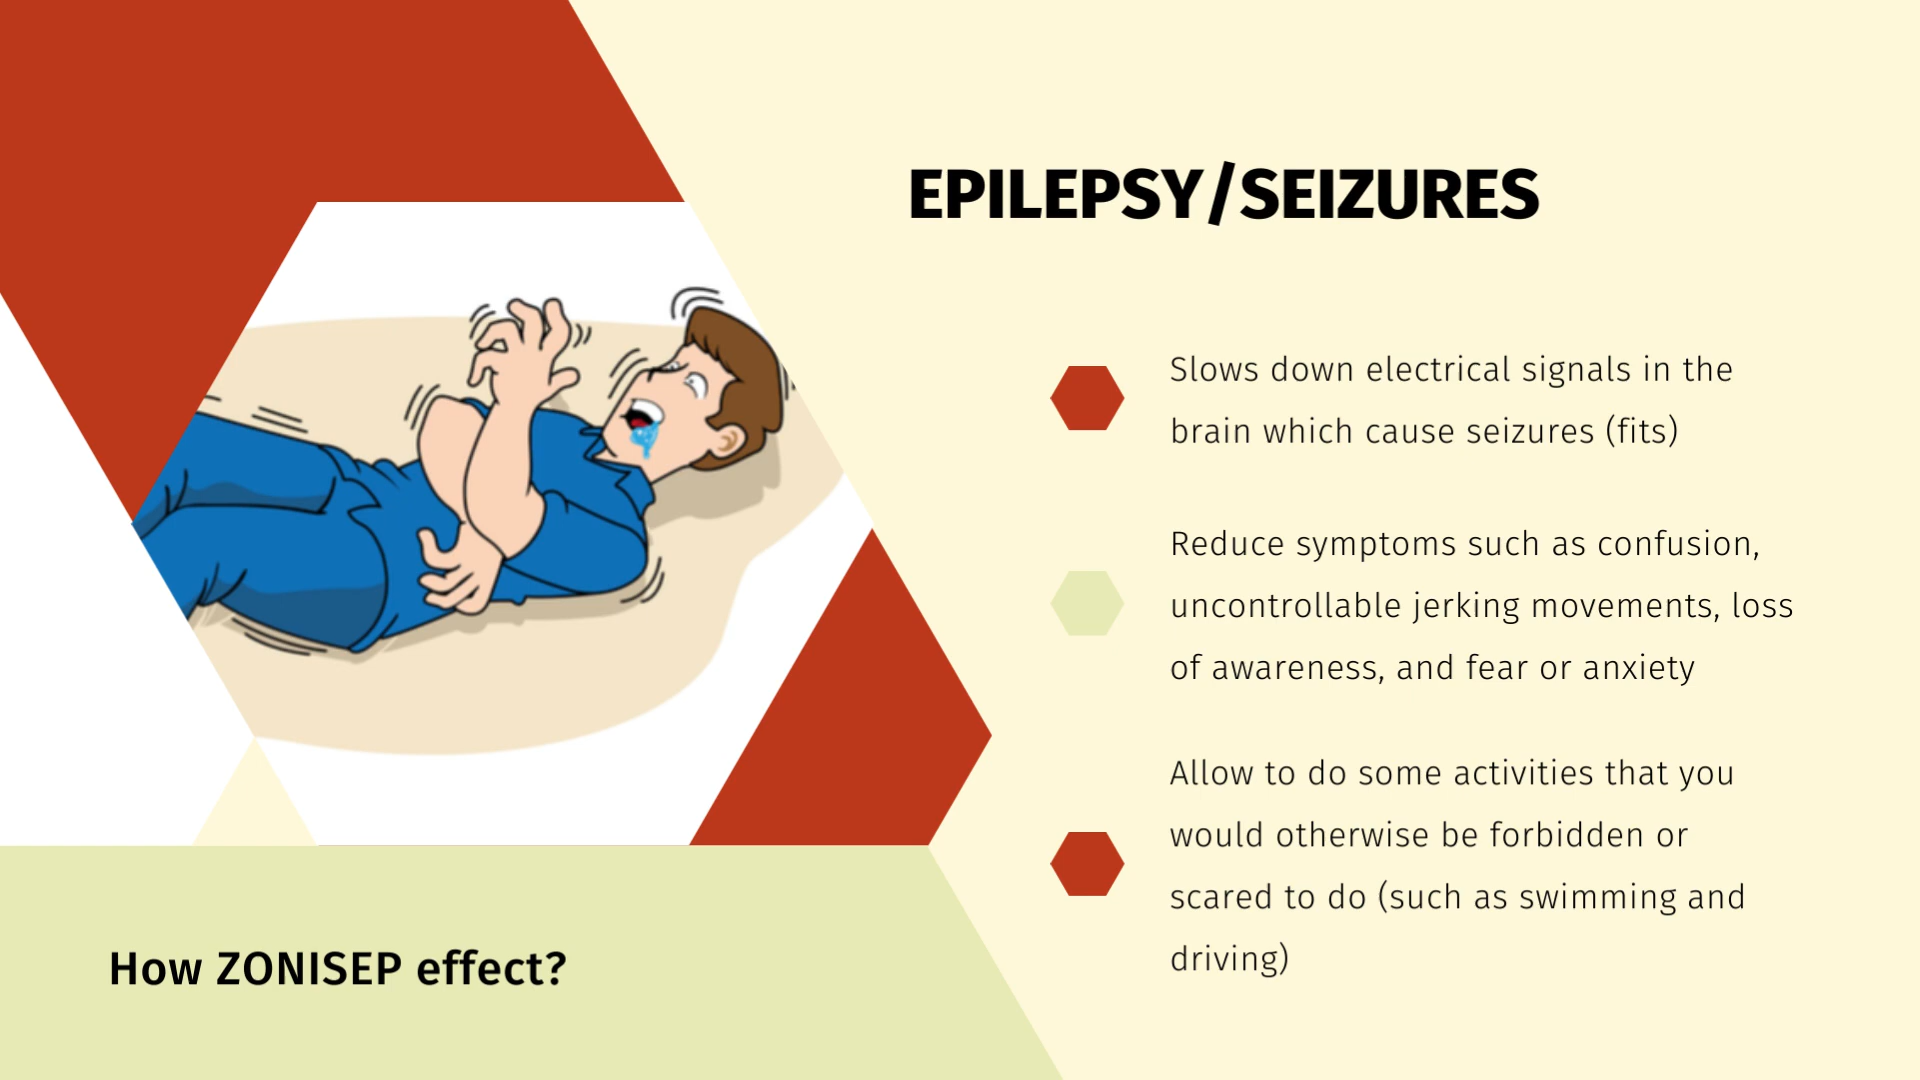 EPILEPSY/SEIZURES
Slows down electrical signals in the
brain which cause seizures (fits)
Reduce symptoms such as confusion,
uncontrollable jerking movements, loss
of awareness, and fear or anxiety
Allow to do some activities that you
would otherwise be forbidden or
scared to do (such as swimming and
driving)
How ZONISEP effect?